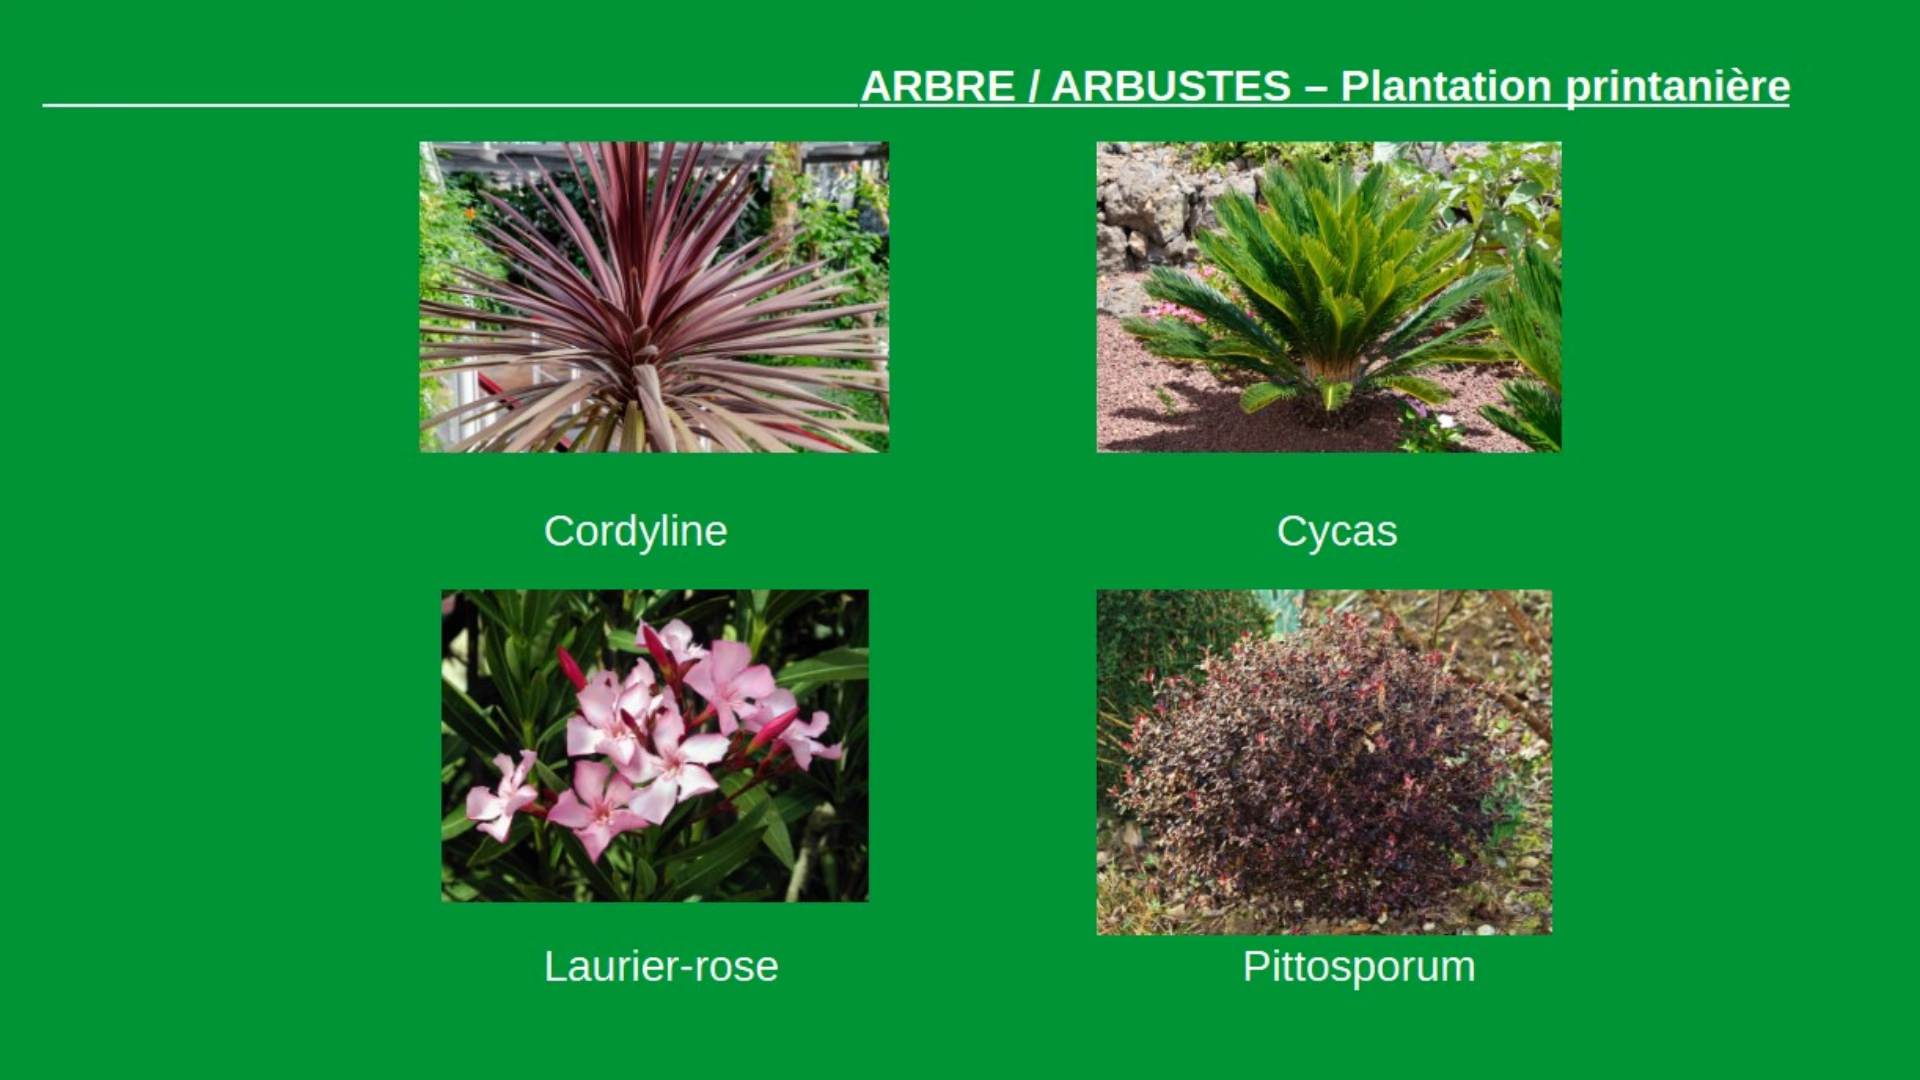 ARBRE / ARBUSTES – Plantation printanière
Cordyline
Cycas
Laurier-rose
Pittosporum